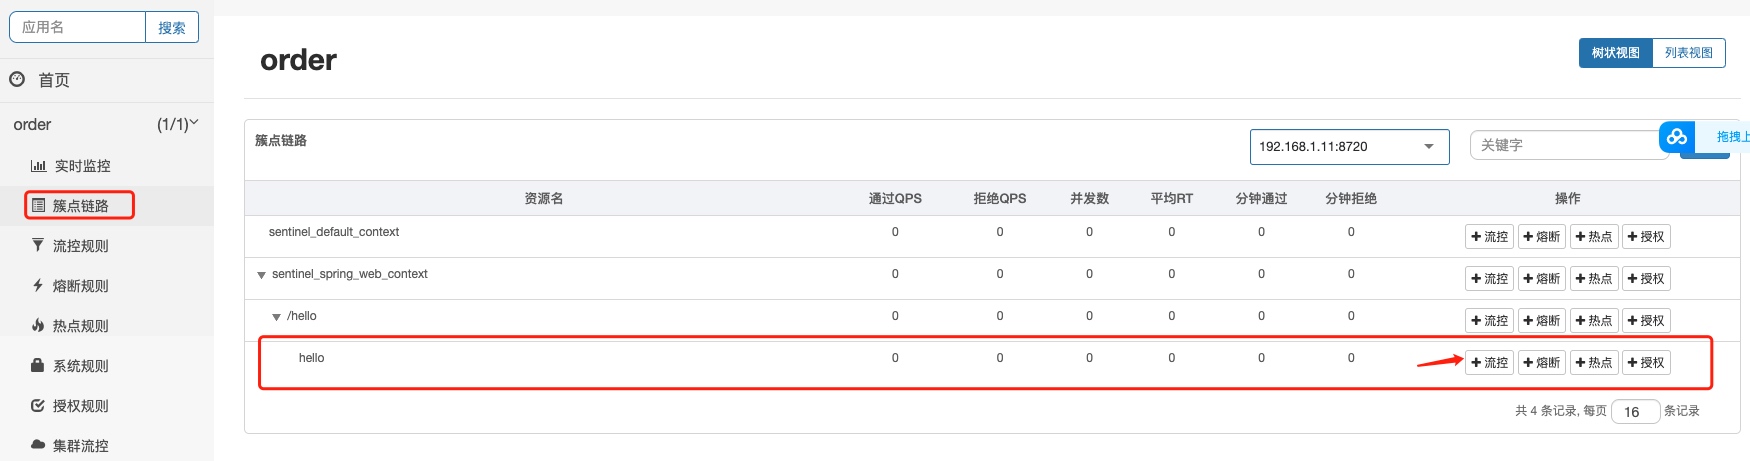 应用名 搜索
首页
order (1/1)
实时监控
簇点链路
流控规则
熔断规则
热点规则
系统规则
授权规则
集群流控
order
树状视图 列表视图
簇点链路
192.168.1.11:8720
关键字
拖拽上
资源名 通过QPS 拒绝QPS 并发数 平均RT 分钟通过 分钟拒绝 操作
sentinel_default_context 0 0 0 0 0 0 +流控 +熔断 +热点 +授权
sentinel_spring_web_context 0 0 0 0 0 0 +流控 +熔断 +热点 +授权
/hello 0 0 0 0 0 0 +流控 +熔断 +热点 +授权
hello 0 0 0 0 0 0 +流控 +熔断 +热点 +授权
共 4 条记录, 每页 16 条记录